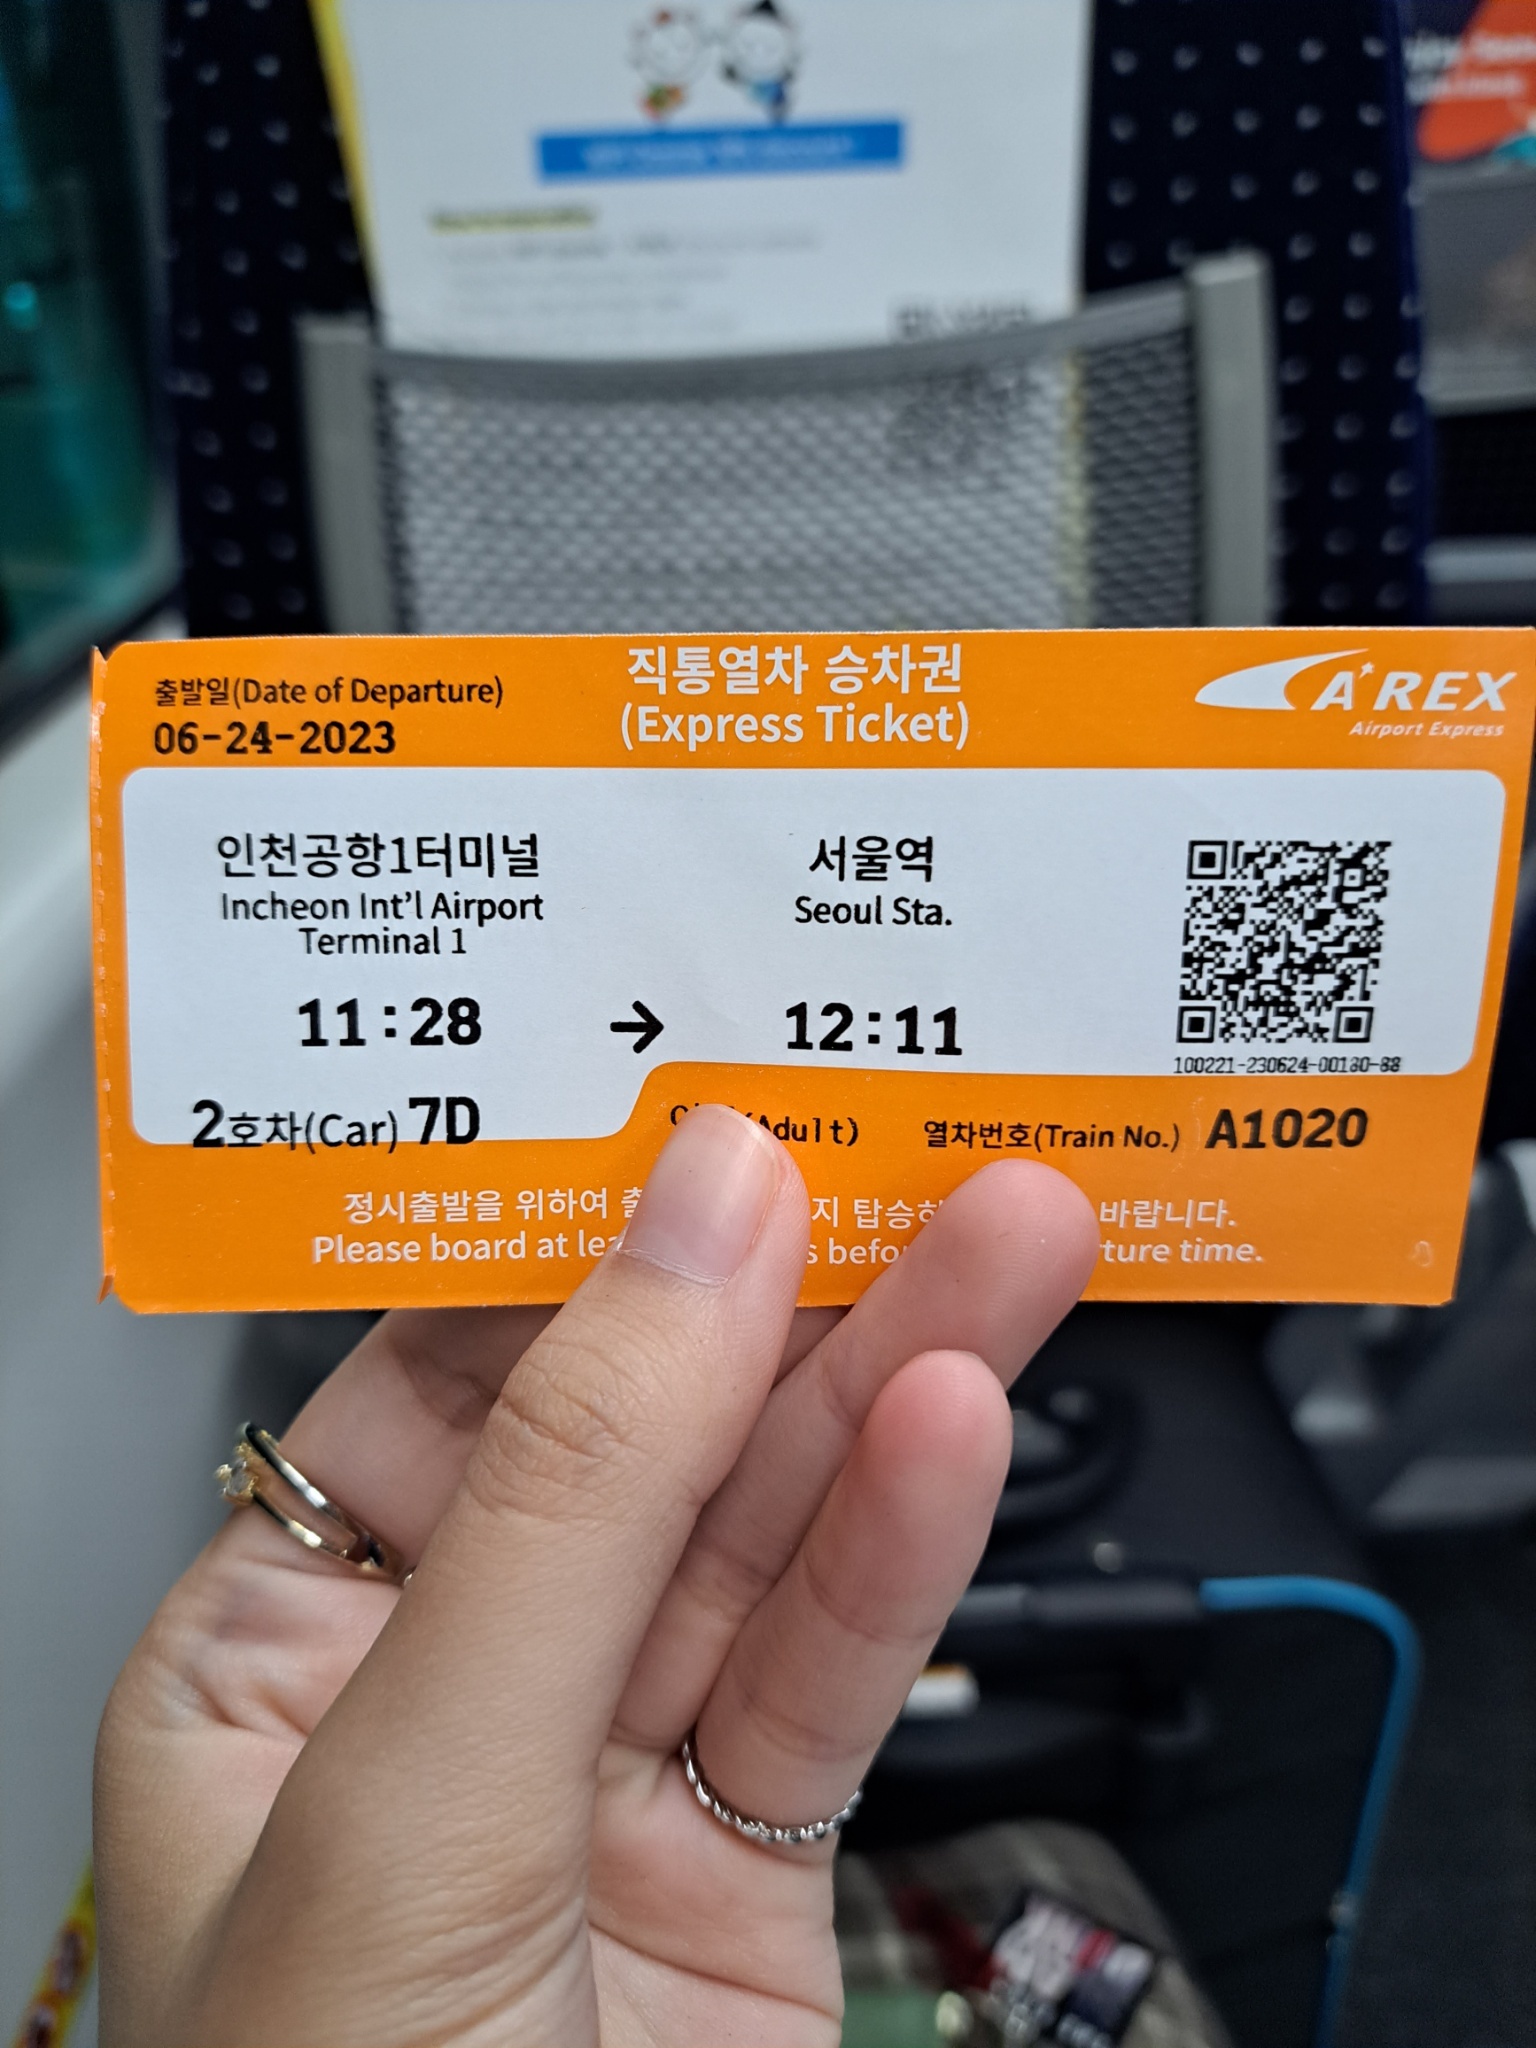 출발일(Date of Departure)
06-24-2023
직통열차 승차권
(Express Ticket)
A'REX
Airport Express
인천공항1터미널
Incheon Int'l Airport
Terminal 1
11:28
→
서울역
Seoul Sta.
12:11
100221-230624-00130-88
2호차(Car) 7D
(Adult)
열차번호(Train No.) A1020
정시출발을 위하여 바랍니다.
Please board at time.